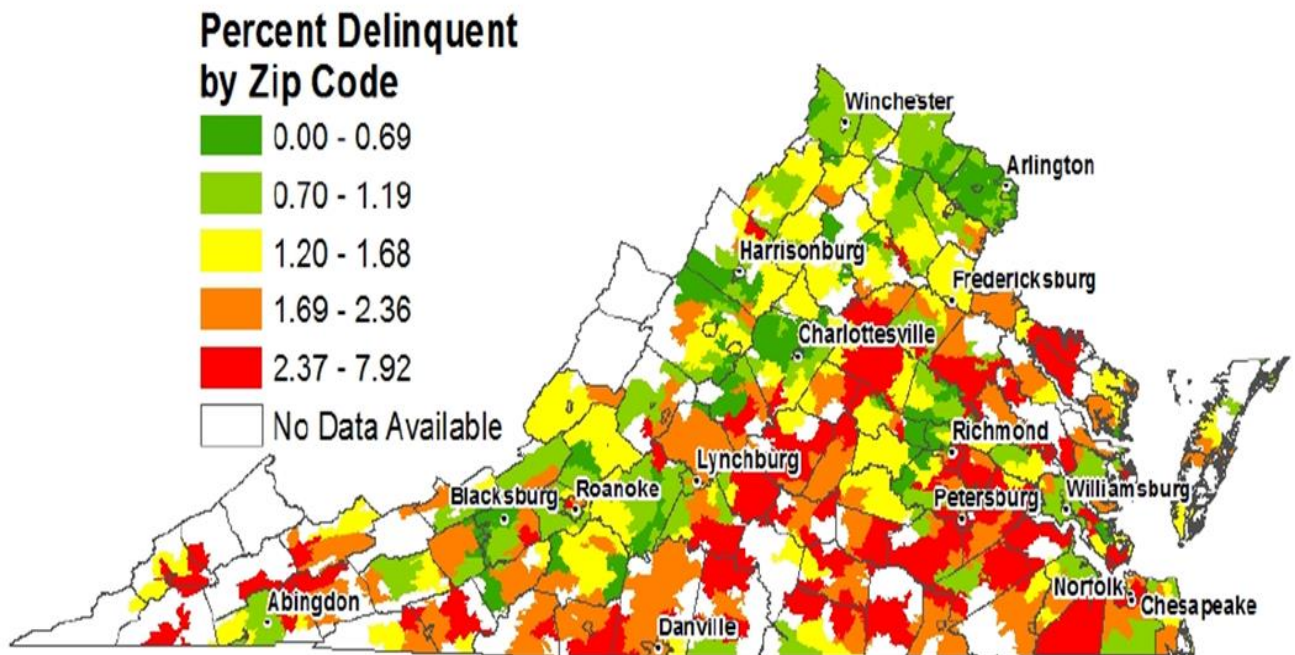 Percent Delinquent
by Zip Code
0.00 - 0.69
0.70 - 1.19
1.20 - 1.68
1.69 - 2.36
2.37 - 7.92
No Data Available
Winchester
Arlington
Harrisonburg
Fredericksburg
Charlottesville
Richmond
Lynchburg
Blacksburg
Roanoke
Petersburg
Williamsburg
Norfolk
Chesapeake
Abingdon
Danville